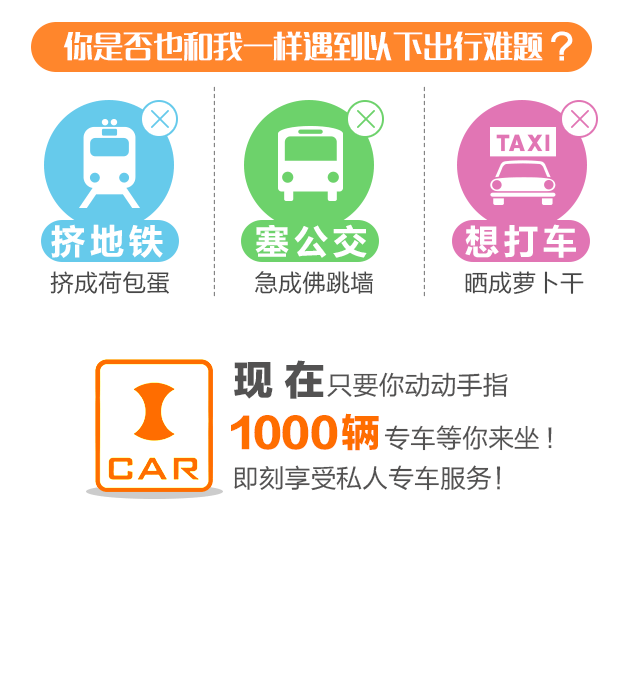 你是否也和我一样遇到以下出行难题？
TAXI
挤地铁
塞公交
想打车
挤成荷包蛋
急成佛跳墙
晒成萝卜干
现在只要你动动手指
1000辆专车等你来坐！
即刻享受私人专车服务！
CAR